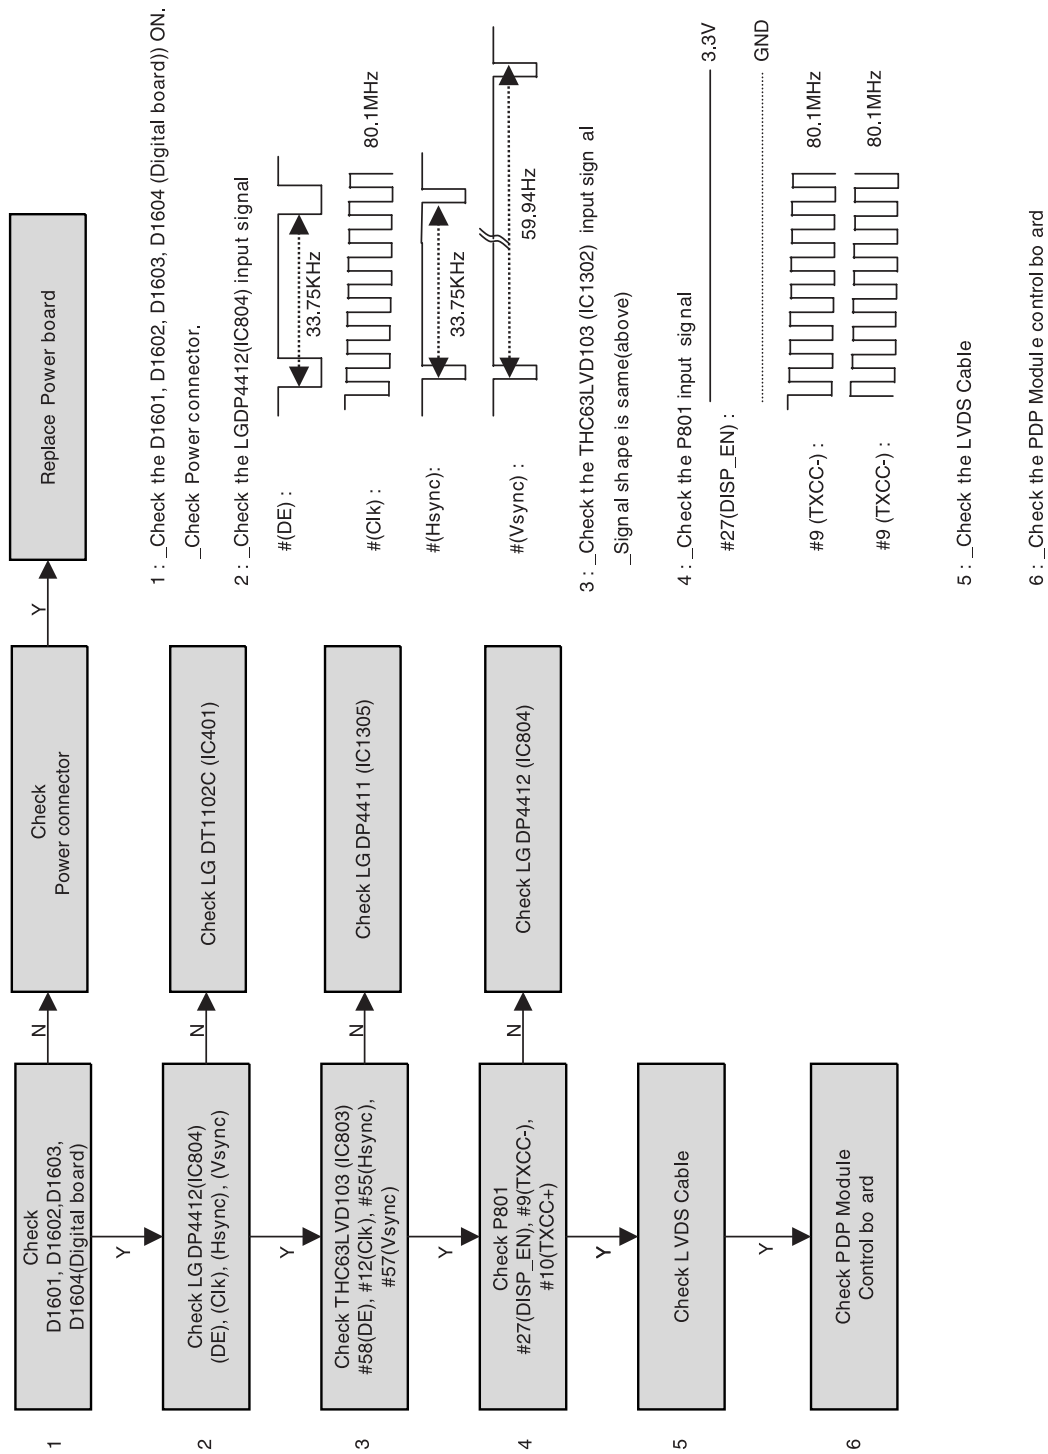 1
Check
D1601, D1602,D1603,
D1604(Digital board)
N
Check
Power connector
Y
Replace Power board
Y
2
Check LG DP4412(IC804)
(DE), (Clk), (Hsync), (Vsync)
N
Check LG DT1102C (IC401)
Y
3
Check THC63LVD103 (IC803)
#58(DE), #12(Clk), #55(Hsync),
#57(Vsync)
N
Check LG DP4411 (IC1305)
Y
4
Check P801
#27(DISP_EN), #9(TXCC-),
#10(TXCC+)
N
Check LG DP4412 (IC804)
Y
5
Check LVDS Cable
Y
6
Check PDP Module
Control bo ard
1 : _Check the D1601, D1602, D1603, D1604 (Digital board)) ON.
_Check Power connector.
2 : _Check the LGDP4412(IC804) input signal
#(DE) :
33.75KHz
#(Clk) :
80.1MHz
#(Hsync):
33.75KHz
#(Vsync) :
59.94Hz
3 : _Check the THC63LVD103 (IC1302) input sign al
_Signal shape is same(above)
4 : _Check the P801 input signal
#27(DISP_EN) :
3.3V
GND
#9 (TXCC-) :
80.1MHz
#9 (TXCC-) :
80.1MHz
5 : _Check the LVDS Cable
6 : _Check the PDP Module control bo ard